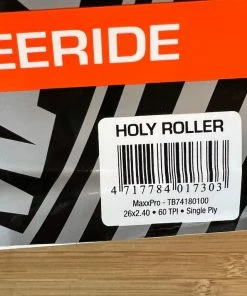 EERIDE
HOLY ROLLER
4 717784 017303
MaxxPro - TB74180100
26x2.40 • 60 TPI • Single Ply